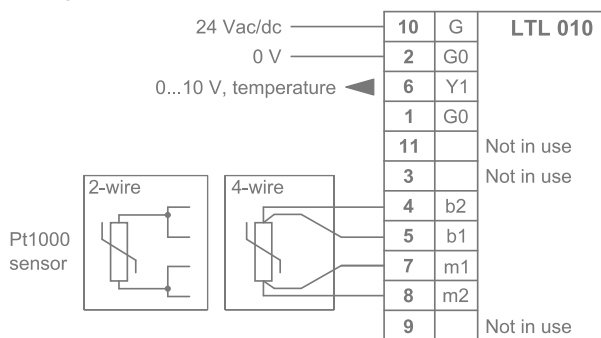 24 Vac/dc 10 G LTL 010
0 V 2 G0
0...10 V, temperature 6 Y1
1 G0
11 Not in use
3 Not in use
2-wire 4-wire
4 b2
Pt1000 5 b1
sensor 7 m1
8 m2
9 Not in use